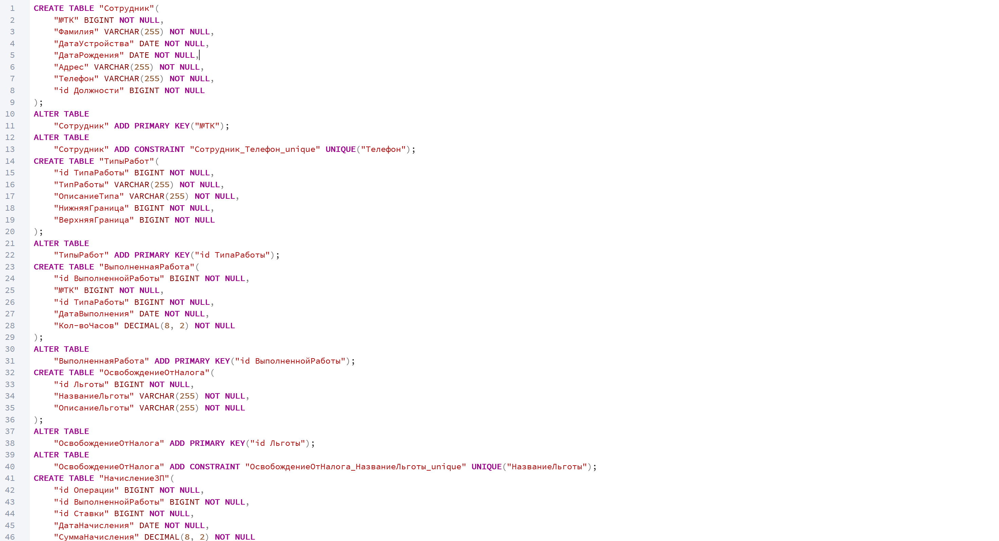 1 CREATE TABLE "Сотрудник"(
2 "№ТК" BIGINT NOT NULL,
3 "Фамилия" VARCHAR(255) NOT NULL,
4 "ДатаУстройства" DATE NOT NULL,
5 "ДатаРождения" DATE NOT NULL,
6 "Адрес" VARCHAR(255) NOT NULL,
7 "Телефон" VARCHAR(255) NOT NULL,
8 "id Должности" BIGINT NOT NULL
9 );
10 ALTER TABLE
11 "Сотрудник" ADD PRIMARY KEY("№ТК");
12 ALTER TABLE
13 "Сотрудник" ADD CONSTRAINT "Сотрудник_Телефон_unique" UNIQUE("Телефон");
14 CREATE TABLE "ТипыРабот"(
15 "id ТипаРаботы" BIGINT NOT NULL,
16 "ТипРаботы" VARCHAR(255) NOT NULL,
17 "ОписаниеТипа" VARCHAR(255) NOT NULL,
18 "НижняяГраница" BIGINT NOT NULL,
19 "ВерхняяГраница" BIGINT NOT NULL
20 );
21 ALTER TABLE
22 "ТипыРабот" ADD PRIMARY KEY("id ТипаРаботы");
23 CREATE TABLE "ВыполненнаяРабота"(
24 "id ВыполненнойРаботы" BIGINT NOT NULL,
25 "№ТК" BIGINT NOT NULL,
26 "id ТипаРаботы" BIGINT NOT NULL,
27 "ДатаВыполнения" DATE NOT NULL,
28 "Кол-воЧасов" DECIMAL(8, 2) NOT NULL
29 );
30 ALTER TABLE
31 "ВыполненнаяРабота" ADD PRIMARY KEY("id ВыполненнойРаботы");
32 CREATE TABLE "ОсвобождениеОтНалога"(
33 "id Льготы" BIGINT NOT NULL,
34 "НазваниеЛьготы" VARCHAR(255) NOT NULL,
35 "ОписаниеЛьготы" VARCHAR(255) NOT NULL
36 );
37 ALTER TABLE
38 "ОсвобождениеОтНалога" ADD PRIMARY KEY("id Льготы");
39 ALTER TABLE
40 "ОсвобождениеОтНалога" ADD CONSTRAINT "ОсвобождениеОтНалога_НазваниеЛьготы_unique" UNIQUE("НазваниеЛьготы");
41 CREATE TABLE "НачислениеЗП"(
42 "id Операции" BIGINT NOT NULL,
43 "id ВыполненнойРаботы" BIGINT NOT NULL,
44 "id Ставки" BIGINT NOT NULL,
45 "ДатаНачисления" DATE NOT NULL,
46 "СуммаНачисления" DECIMAL(8, 2) NOT NULL